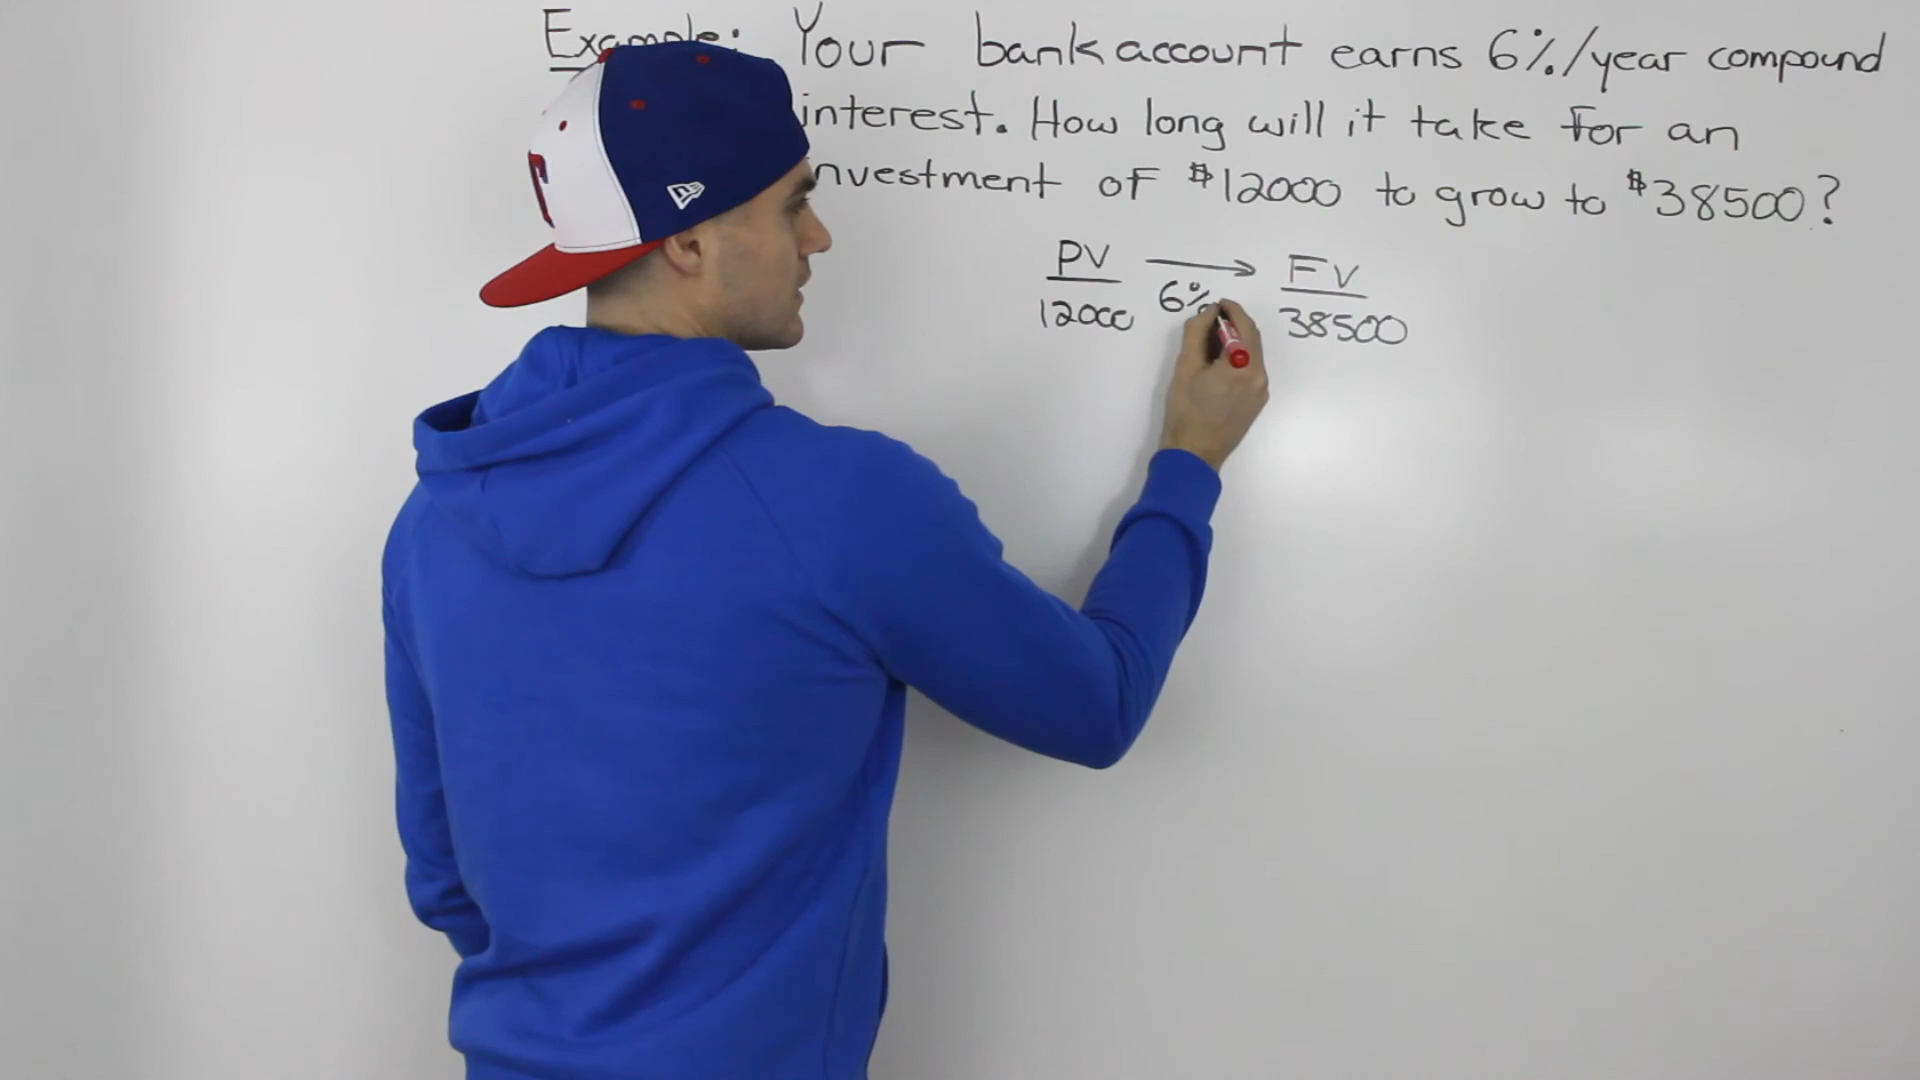 Example: Your bank account earns 6%/year compound
interest. How long will it take for an
investment of $12000 to grow to $38500?
PV → FV
12000 6% 38500